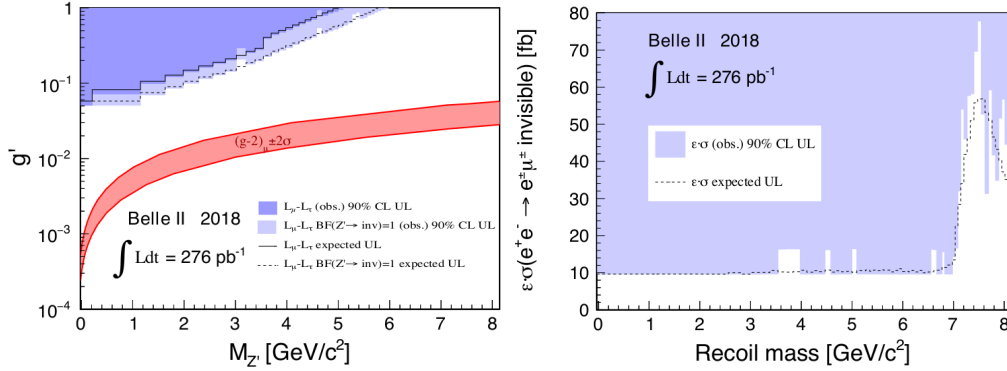 g'
1
10⁻¹
10⁻²
10⁻³
10⁻⁴
(g-2)μ±2σ
Belle II 2018
∫ Ldt = 276 pb⁻¹
Lμ-Lτ (obs.) 90% CL UL
Lμ-Lτ BF(Z'→ inv)=1 (obs.) 90% CL UL
Lμ-Lτ expected UL
Lμ-Lτ BF(Z'→ inv)=1 expected UL
0 1 2 3 4 5 6 7 8
M_Z' [GeV/c²]
ε·σ(e⁺e⁻ → e±μ± invisible) [fb]
80
70
60
50
40
30
20
10
0
Belle II 2018
∫ Ldt = 276 pb⁻¹
ε·σ (obs.) 90% CL UL
ε·σ expected UL
0 1 2 3 4 5 6 7 8
Recoil mass [GeV/c²]